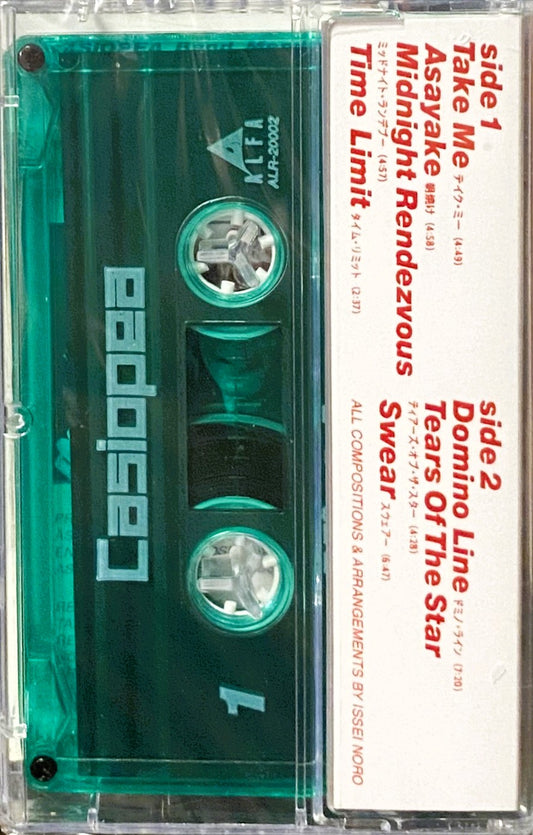 side 1
Take Me テイク・ミー (4:49)
Asayake 朝焼け (4:58)
Midnight Rendezvous
ミッドナイト・ランデブー (4:57)
Time Limit タイム・リミット (2:37)
side 2
Domino Line ドミノ・ライン (7:20)
Tears Of The Star
ティアーズ・オブ・ザ・スター (4:28)
Swear スウェアー (6:47)
ALL COMPOSITIONS & ARRANGEMENTS BY ISSEI NORO
ALFA
ALR-20002
Casiopea
1